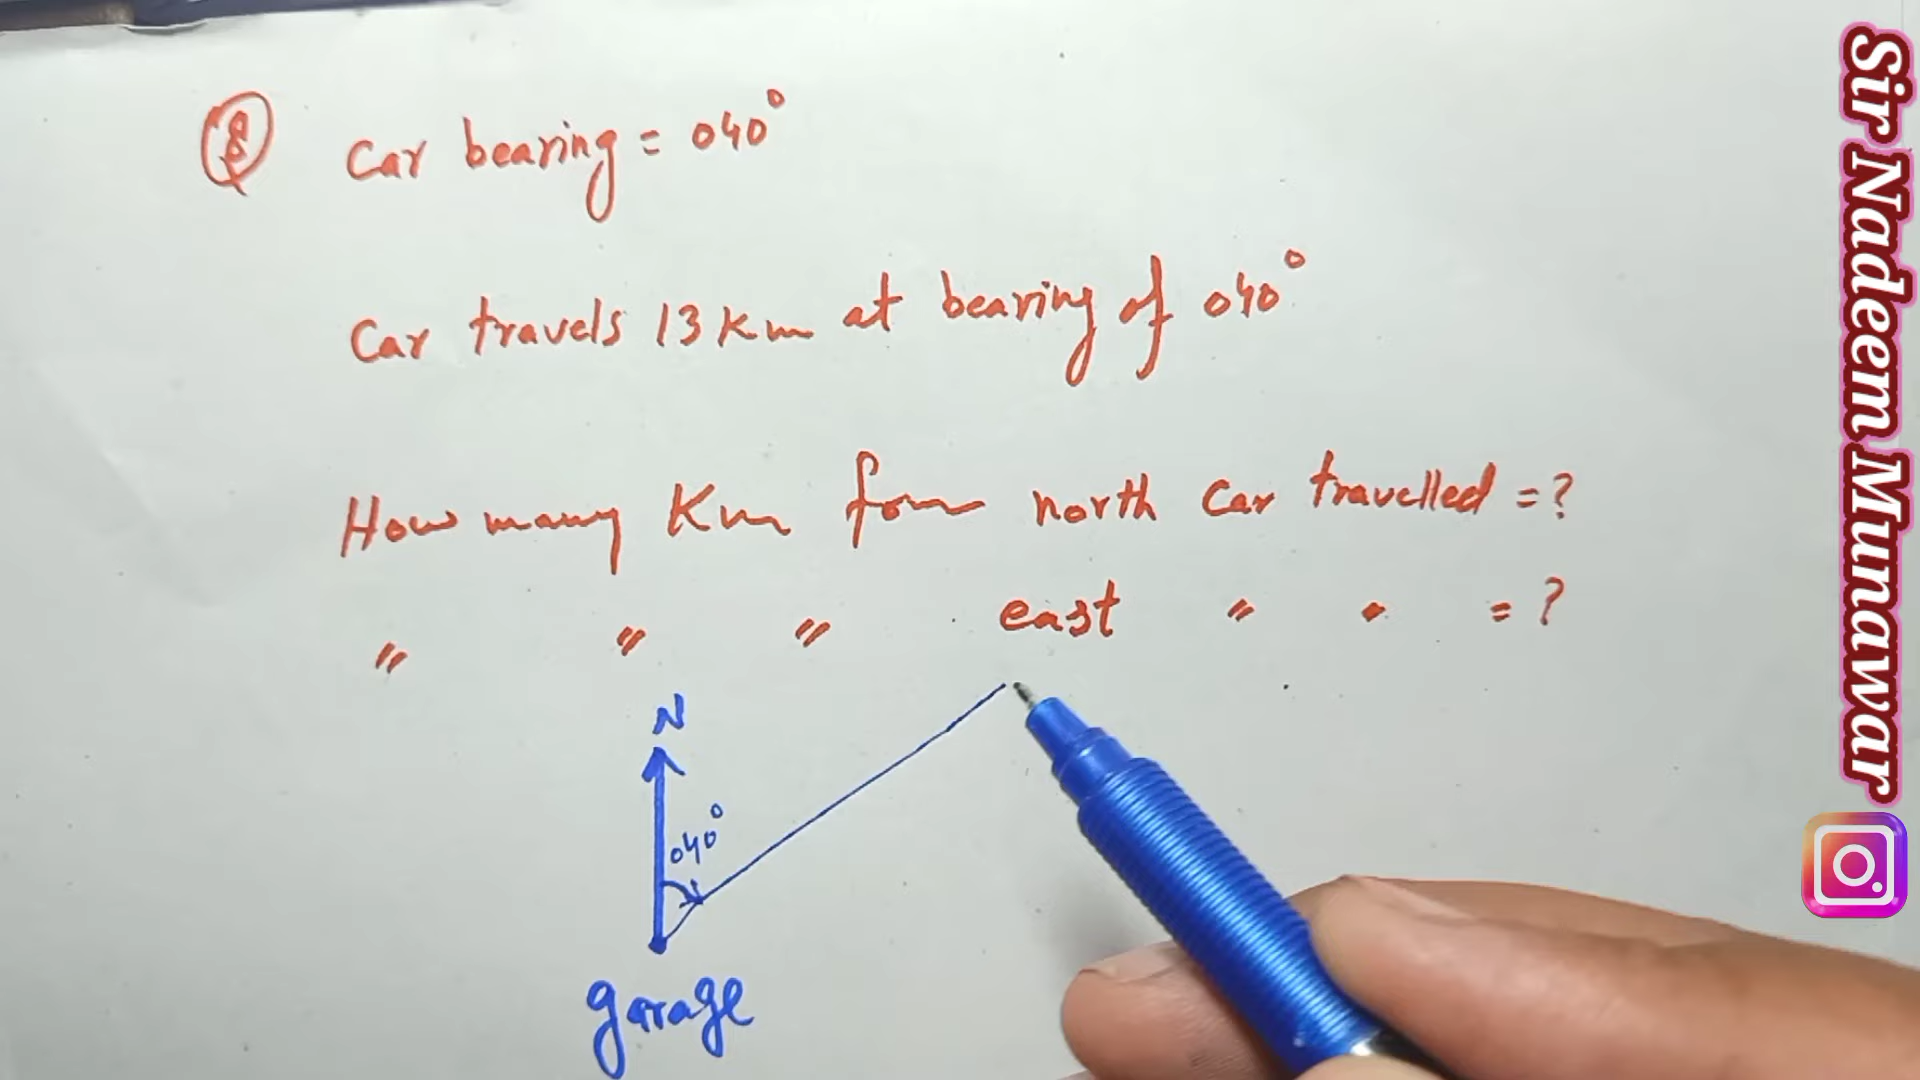 Q
Car bearing = 040°
Car travels 13 Km at bearing of 040°
How many Km from north Car travelled = ?
" " " east " " = ?
N
040°
garage
Sir Nadeem Munawar